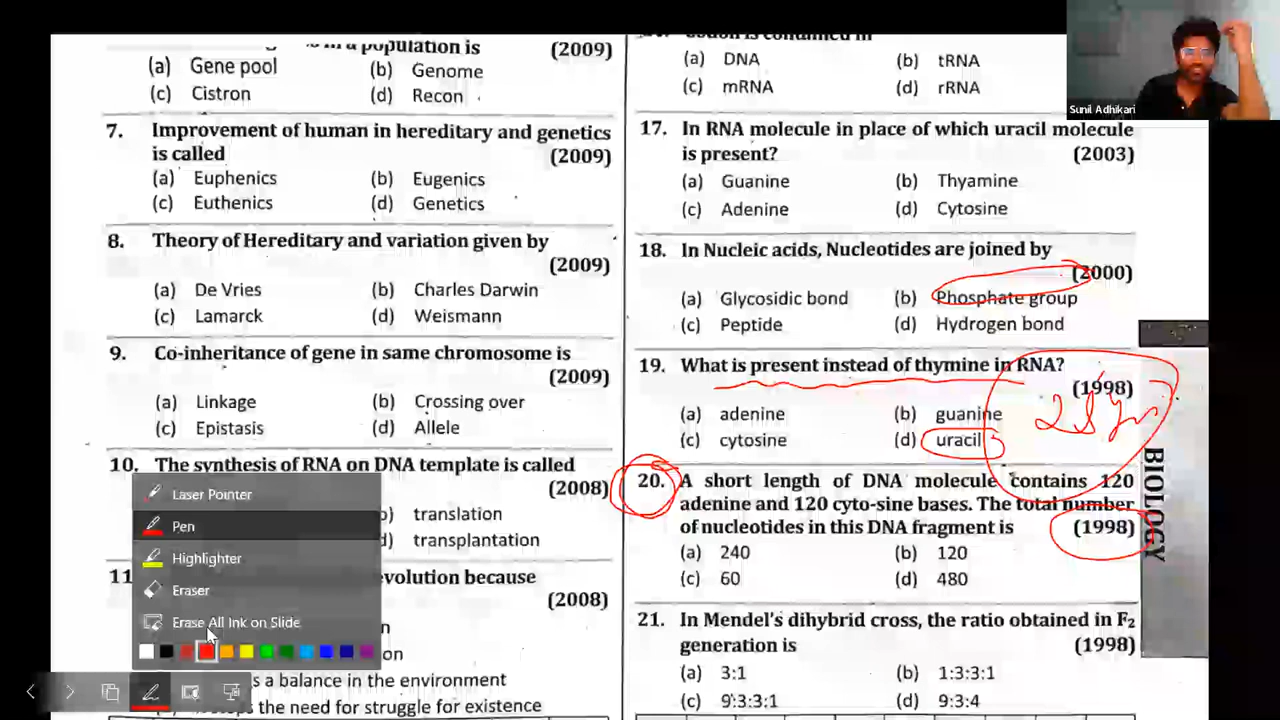 in a population is
(2009)
(a) Gene pool (b) Genome
(c) Cistron (d) Recon
7. Improvement of human in hereditary and genetics
is called (2009)
(a) Euphenics (b) Eugenics
(c) Euthenics (d) Genetics
8. Theory of Hereditary and variation given by
(2009)
(a) De Vries (b) Charles Darwin
(c) Lamarck (d) Weismann
9. Co-inheritance of gene in same chromosome is
(2009)
(a) Linkage (b) Crossing over
(c) Epistasis (d) Allele
10. The synthesis of RNA on DNA template is called
(2008)
translation
transplantation
11
evolution because
(2008)
s a balance in the environment
the need for struggle for existence
Laser Pointer
Pen
Highlighter
Eraser
Erase All Ink on Slide
Codon is contained in
(a) DNA (b) tRNA
(c) mRNA (d) rRNA
17. In RNA molecule in place of which uracil molecule
is present? (2003)
(a) Guanine (b) Thyamine
(c) Adenine (d) Cytosine
18. In Nucleic acids, Nucleotides are joined by
(2000)
(a) Glycosidic bond (b) Phosphate group
(c) Peptide (d) Hydrogen bond
19. What is present instead of thymine in RNA?
(1998)
(a) adenine (b) guanine
(c) cytosine (d) uracil
20. A short length of DNA molecule contains 120
adenine and 120 cyto-sine bases. The total number
of nucleotides in this DNA fragment is (1998)
(a) 240 (b) 120
(c) 60 (d) 480
21. In Mendel's dihybrid cross, the ratio obtained in F₂
generation is (1998)
(a) 3:1 (b) 1:3:3:1
(c) 9:3:3:1 (d) 9:3:4
BIOLOGY
Sunil Adhikari